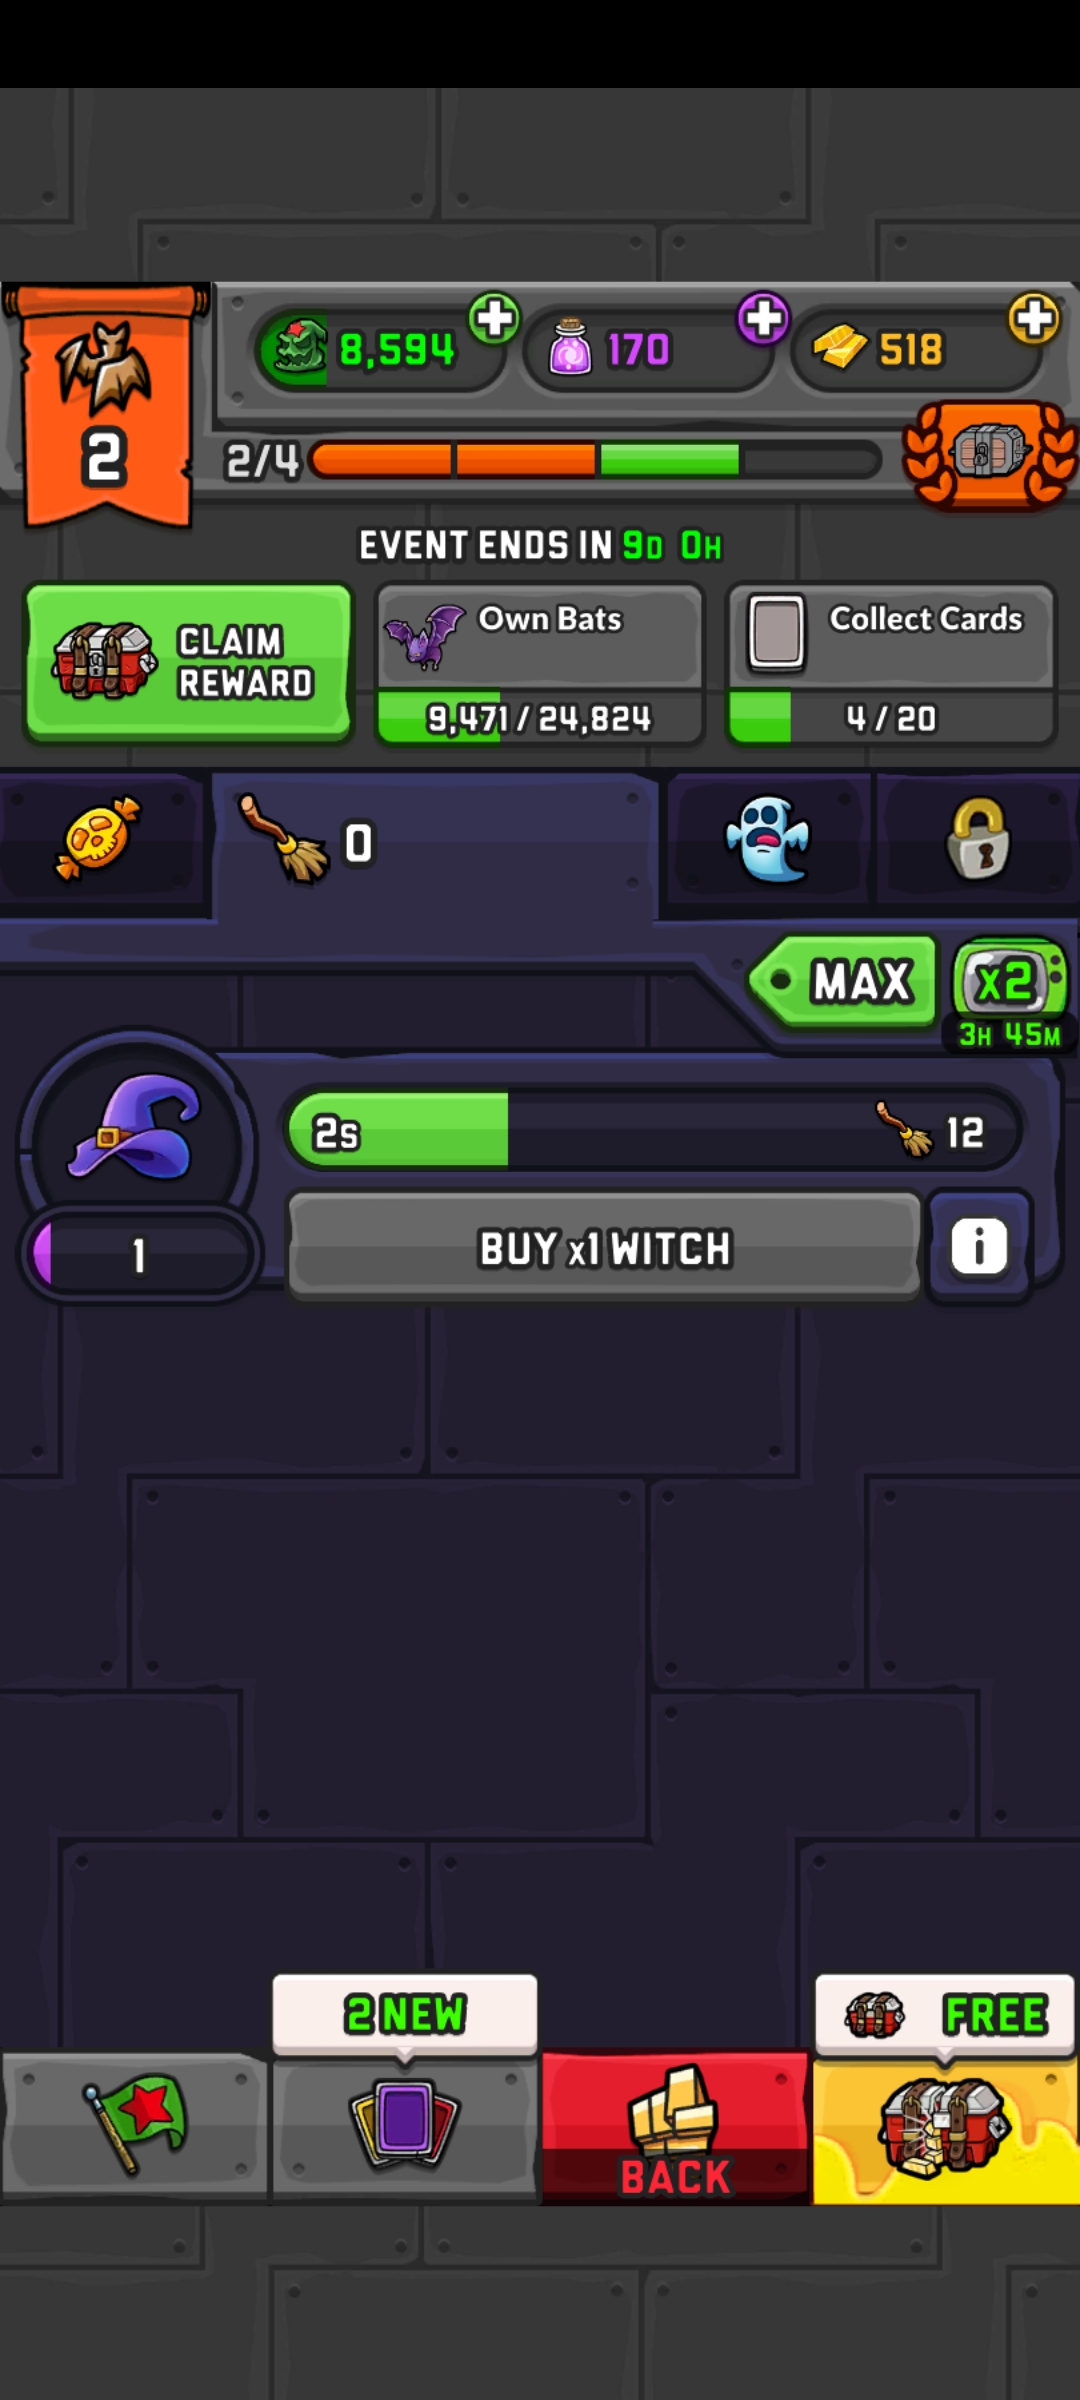 8,594
170
518
2
2/4
EVENT ENDS IN 9D 0H
CLAIM
REWARD
Own Bats
9,471 / 24,824
Collect Cards
4 / 20
0
MAX
x2
3H 45M
2s
12
1
BUY x1 WITCH
i
2 NEW
FREE
BACK